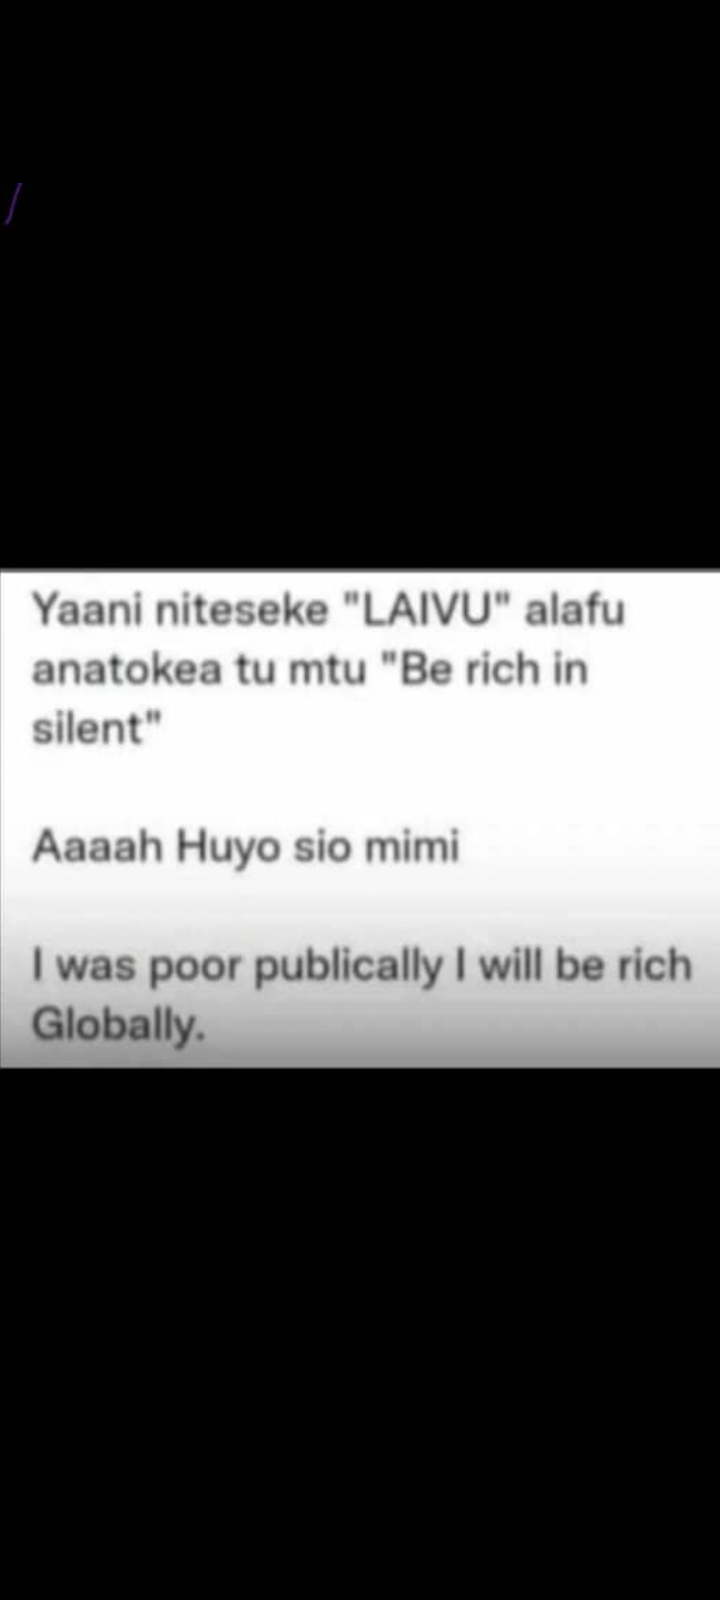 Yaani niteseke "LAIVU" alafu
anatokea tu mtu "Be rich in
silent"
Aaaah Huyo sio mimi
I was poor publically I will be rich
Globally.